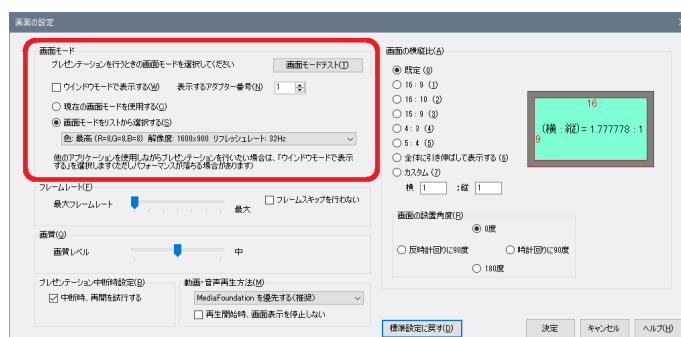 画面の設定
画面モード
プレゼンテーションを行うときの画面モードを選択してください
画面モードテスト(T)
ウインドウモードで表示する(W)
表示するアダプター番号(N)
1
現在の画面モードを使用する(C)
画面モードをリストから選択する(S)
色: 最高 (R=8,G=8,B=8) 解像度: 1600x900 リフレッシュレート: 32Hz
他のアプリケーションを使用しながらプレゼンテーションを行いたい場合は、「ウインドウモードで表示
する」を選択します(ただしパフォーマンスが落ちる場合があります)
フレームレート(F)
最大フレームレート
最大
フレームスキップを行わない
画質(Q)
画質レベル
中
プレゼンテーション中断時設定(B)
中断時、再開を試行する
動画・音声再生方法(M)
MediaFoundation を優先する(推奨)
再生開始時、画面表示を停止しない
画面の横縦比(A)
既定 (0)
16 : 9 (1)
16 : 10 (2)
15 : 9 (3)
4 : 3 (4)
5 : 4 (5)
全体に引き伸ばして表示する (6)
カスタム (7)
横 1 :縦 1
16
9
(横 : 縦)= 1.777778 : 1
画面の設置角度(R)
0度
反時計回りに90度
時計回りに90度
180度
標準設定に戻す(D)
決定
キャンセル
ヘルプ(H)